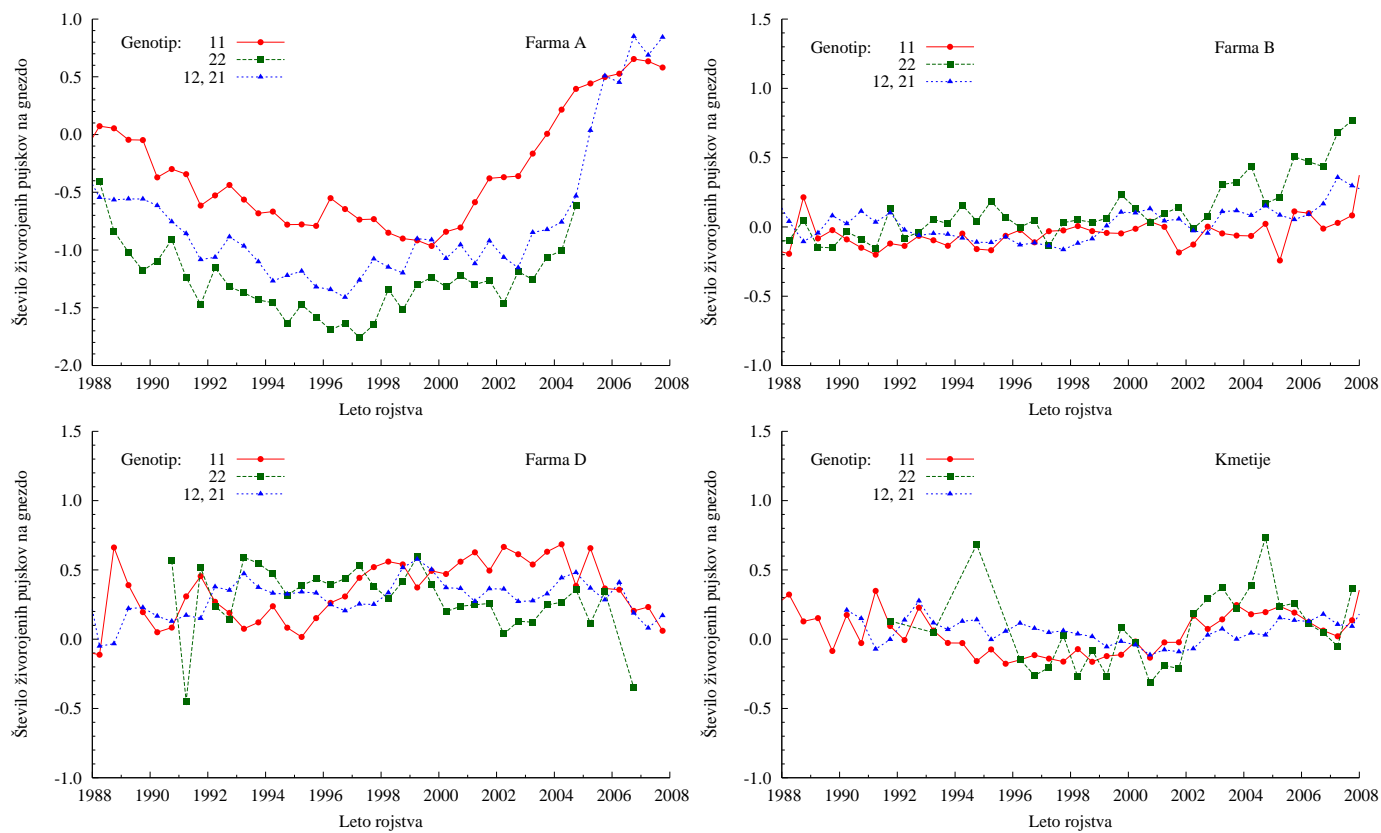 Število živorojenih pujskov na gnezdo
1.0
0.5
0.0
-0.5
-1.0
-1.5
-2.0
Genotip: 11
22
12, 21
Farma A
1988 1990 1992 1994 1996 1998 2000 2002 2004 2006 2008
Leto rojstva
Število živorojenih pujskov na gnezdo
1.5
1.0
0.5
0.0
-0.5
-1.0
Genotip: 11
22
12, 21
Farma B
1988 1990 1992 1994 1996 1998 2000 2002 2004 2006 2008
Leto rojstva
Število živorojenih pujskov na gnezdo
1.5
1.0
0.5
0.0
-0.5
-1.0
Genotip: 11
22
12, 21
Farma D
1988 1990 1992 1994 1996 1998 2000 2002 2004 2006 2008
Leto rojstva
Število živorojenih pujskov na gnezdo
1.5
1.0
0.5
0.0
-0.5
-1.0
Genotip: 11
22
12, 21
Kmetije
1988 1990 1992 1994 1996 1998 2000 2002 2004 2006 2008
Leto rojstva